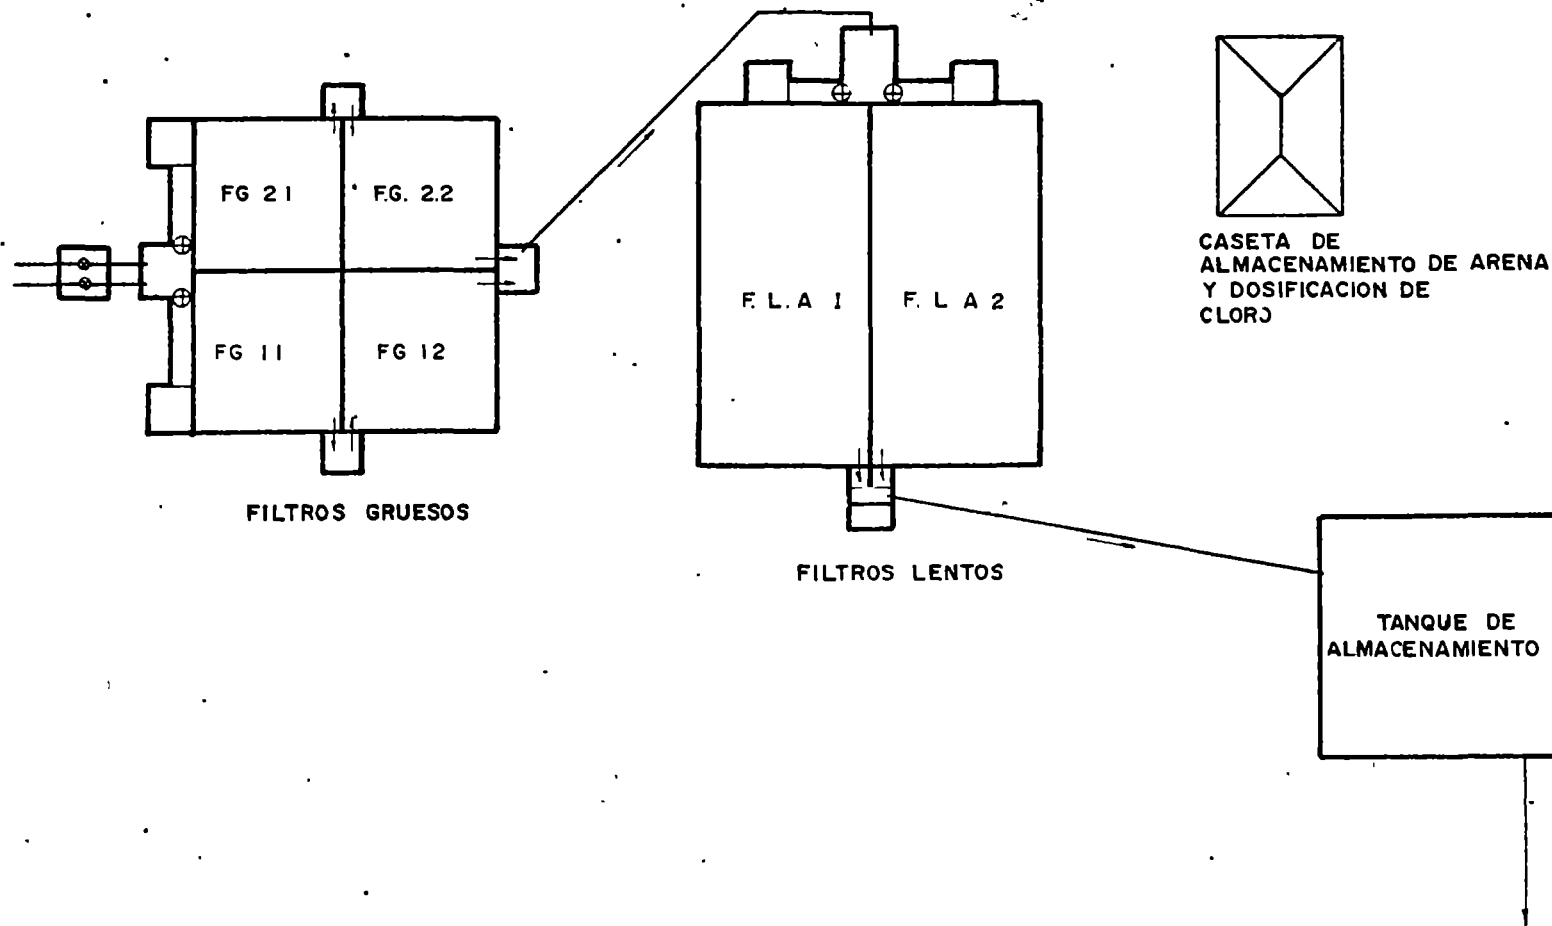 FG 21
F.G. 2.2
FG 11
FG 12
FILTROS GRUESOS
F. L. A 1
F. L A 2
FILTROS LENTOS
CASETA DE
ALMACENAMIENTO DE ARENA
Y DOSIFICACION DE
CLORO
TANQUE DE
ALMACENAMIENTO